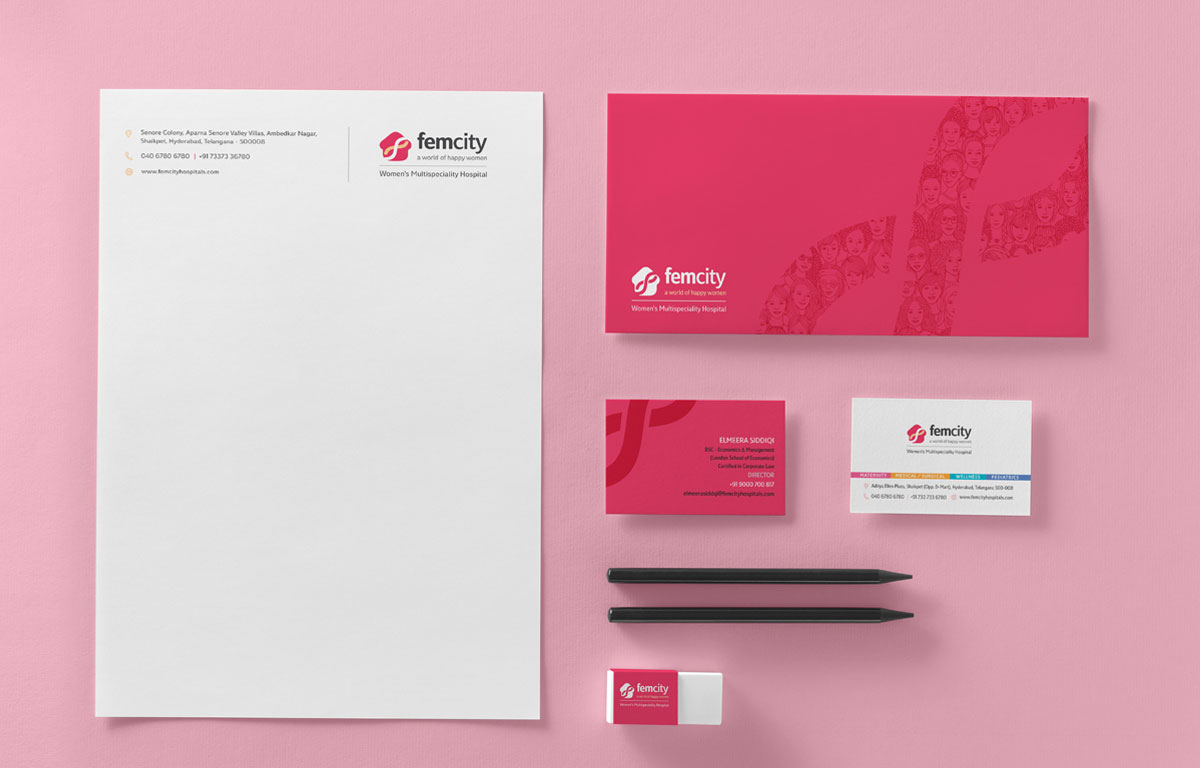 Senore Colony, Aparna Senore Valley Villas, Ambedkar Nagar,
Shaikpet, Hyderabad, Telangana - 500008
040 6780 6780 | +91 73373 36780
www.femcityhospitals.com
femcity
a world of happy women
Women's Multispeciality Hospital
femcity
a world of happy women
Women's Multispeciality Hospital
ELMEERA SIDDIQI
BSC - Economics & Management
(London School of Economics)
Certified in Corporate Law
DIRECTOR
+91 9000 700 817
elmeerasiddiqi@femcityhospitals.com
femcity
a world of happy women
Women's Multispeciality Hospital
MATERNITY MEDICAL / SURGICAL WELLNESS PEDIATRICS
Aditya Elien Plaza, Shaikpet (Opp. D-Mart), Hyderabad, Telangana 500-008
040 6780 6780 | +91 733 733 6780 www.femcityhospitals.com
femcity
a world of happy women
Women's Multispeciality Hospital